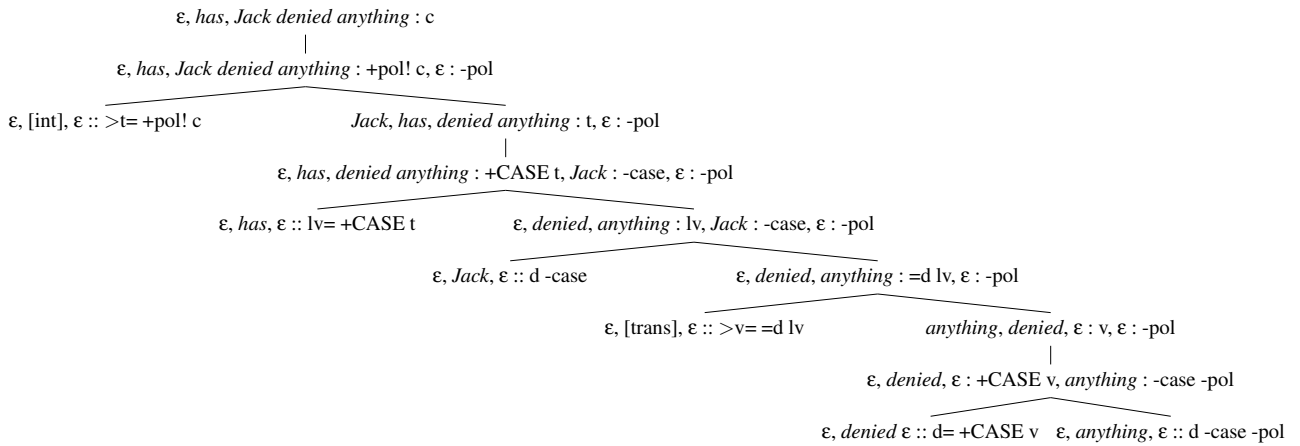 ε, has, Jack denied anything : c
ε, has, Jack denied anything : +pol! c, ε : -pol
ε, [int], ε :: >t= +pol! c Jack, has, denied anything : t, ε : -pol
ε, has, denied anything : +CASE t, Jack : -case, ε : -pol
ε, has, ε :: lv= +CASE t ε, denied, anything : lv, Jack : -case, ε : -pol
ε, Jack, ε :: d -case ε, denied, anything : =d lv, ε : -pol
ε, [trans], ε :: >v= =d lv anything, denied, ε : v, ε : -pol
ε, denied, ε : +CASE v, anything : -case -pol
ε, denied ε :: d= +CASE v ε, anything, ε :: d -case -pol